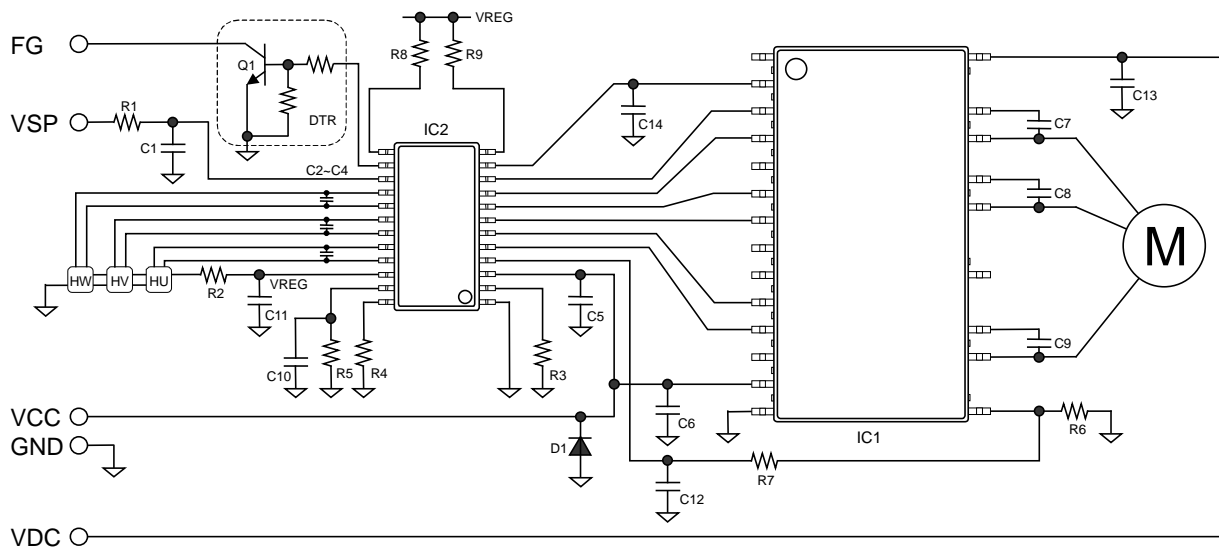 VREG
FG
R8
R9
Q1
C13
R1
DTR
VSP
C14
C7
IC2
C1
C2~C4
C8
M
HW
HV
HU
R2
VREG
C11
C5
C9
C10
R5
R4
R3
VCC
C6
R6
GND
IC1
D1
R7
C12
VDC